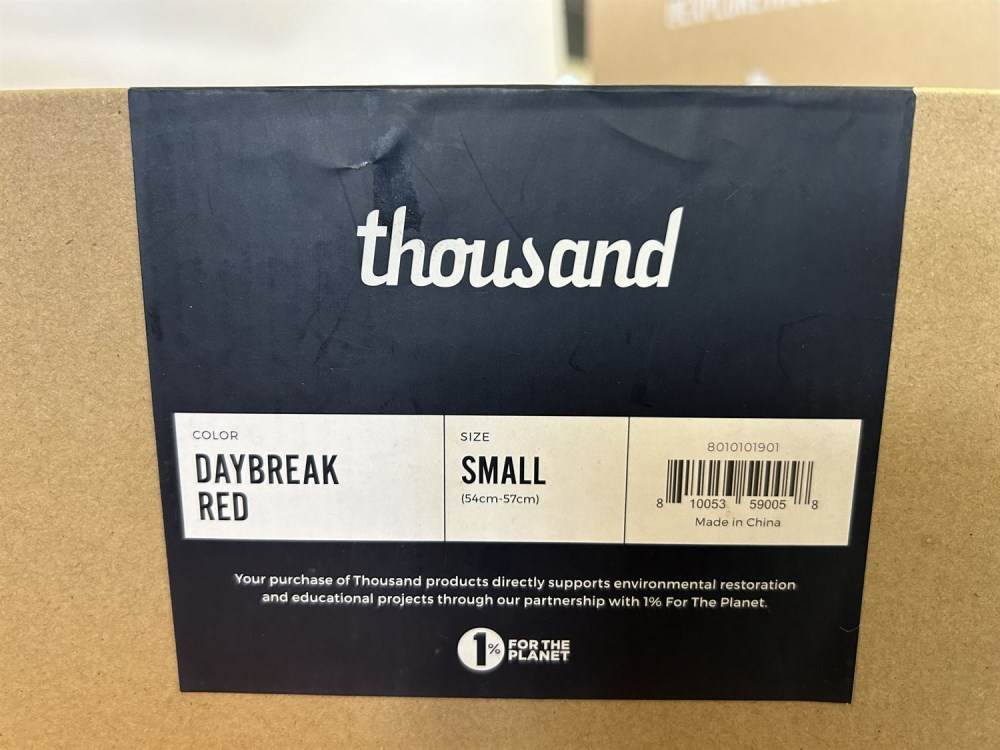 thousand
COLOR
DAYBREAK
RED
SIZE
SMALL
(54cm-57cm)
8010101901
8 10053 59005 8
Made in China
Your purchase of Thousand products directly supports environmental restoration
and educational projects through our partnership with 1% For The Planet.
1% FOR THE
PLANET